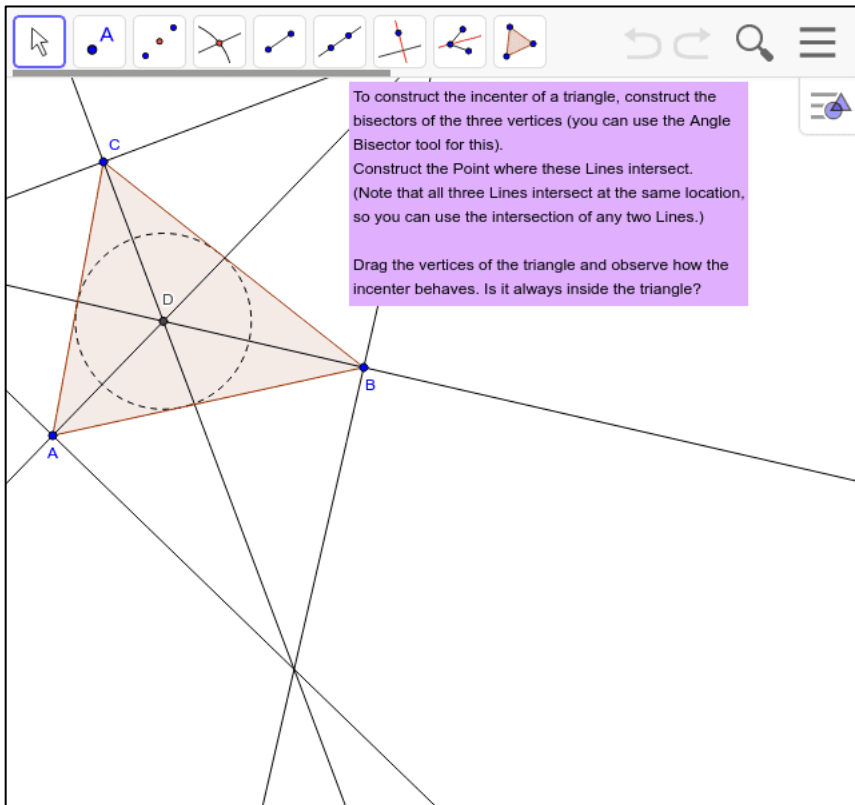 A
To construct the incenter of a triangle, construct the
bisectors of the three vertices (you can use the Angle
Bisector tool for this).
Construct the Point where these Lines intersect.
(Note that all three Lines intersect at the same location,
so you can use the intersection of any two Lines.)
Drag the vertices of the triangle and observe how the
incenter behaves. Is it always inside the triangle?
C
D
B
A